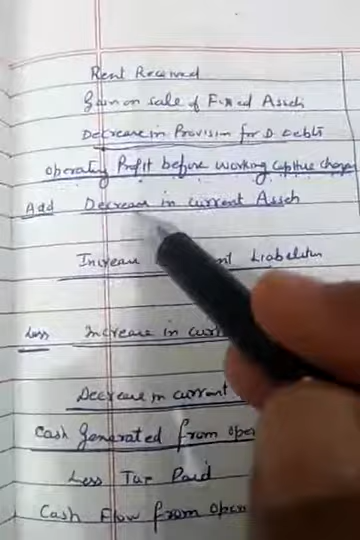 Rent Received
Gain on sale of Fixed Assets
Decrease in Provision for D. Debts
operating Profit before working capital changes
Add Decrease in current Assets
Increase Liabilities
Less Increase in
Decrease in current
Cash Generated from
Less Tax Paid
Cash Flow from